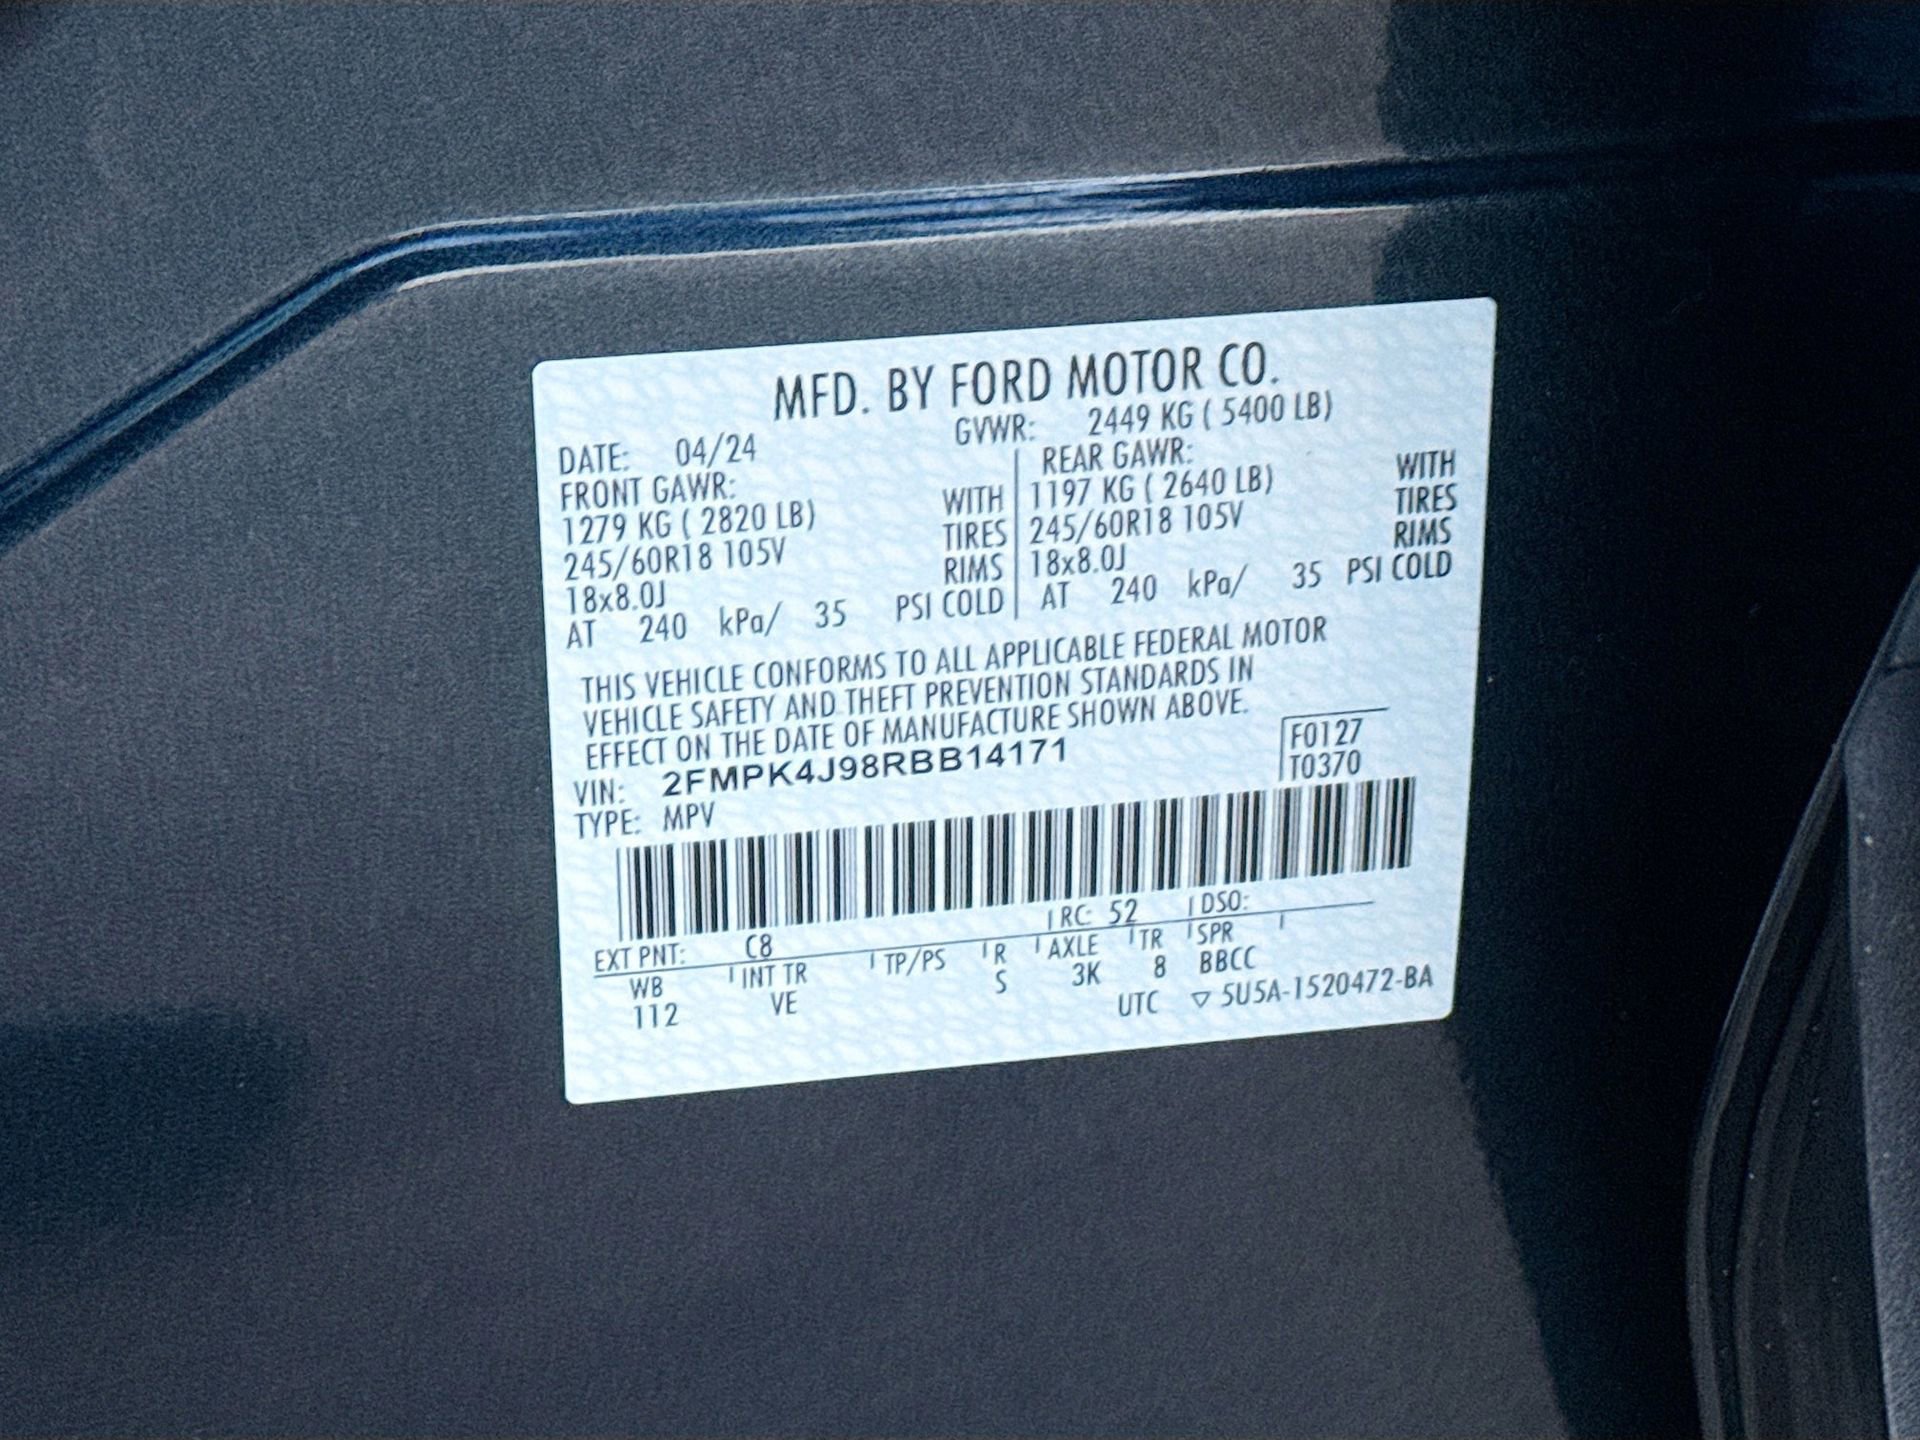 MFD. BY FORD MOTOR CO.
DATE: 04/24 GVWR: 2449 KG ( 5400 LB)
FRONT GAWR: REAR GAWR:
1279 KG ( 2820 LB) WITH 1197 KG ( 2640 LB) WITH
245/60R18 105V TIRES 245/60R18 105V TIRES
18x8.0J RIMS 18x8.0J RIMS
AT 240 kPa/ 35 PSI COLD AT 240 kPa/ 35 PSI COLD
THIS VEHICLE CONFORMS TO ALL APPLICABLE FEDERAL MOTOR
VEHICLE SAFETY AND THEFT PREVENTION STANDARDS IN
EFFECT ON THE DATE OF MANUFACTURE SHOWN ABOVE.
VIN: 2FMPK4J98RBB14171 F0127
TYPE: MPV T0370
EXT PNT: C8 RC: 52 DSO:
WB INT TR TP/PS R AXLE TR SPR
112 VE S 3K 8 BBCC
UTC ▽ 5U5A-1520472-BA